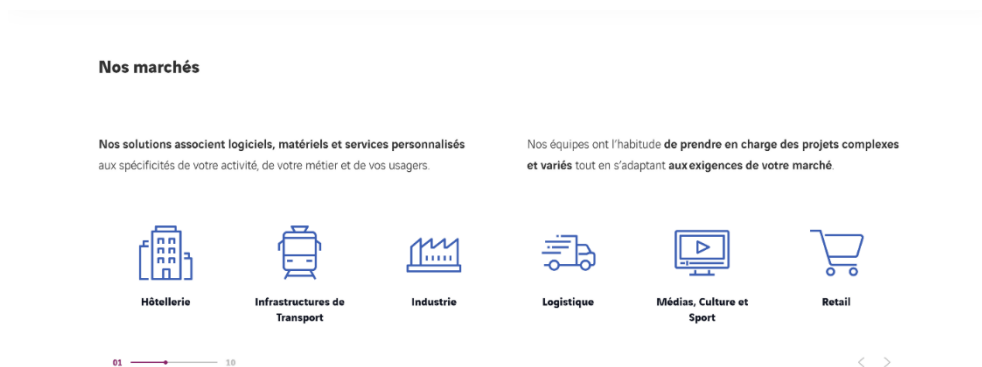 Nos marchés
Nos solutions associent logiciels, matériels et services personnalisés
aux spécificités de votre activité, de votre métier et de vos usagers.
Nos équipes ont l'habitude de prendre en charge des projets complexes
et variés tout en s'adaptant aux exigences de votre marché.
Hôtellerie
Infrastructures de
Transport
Industrie
Logistique
Médias, Culture et
Sport
Retail
01
10